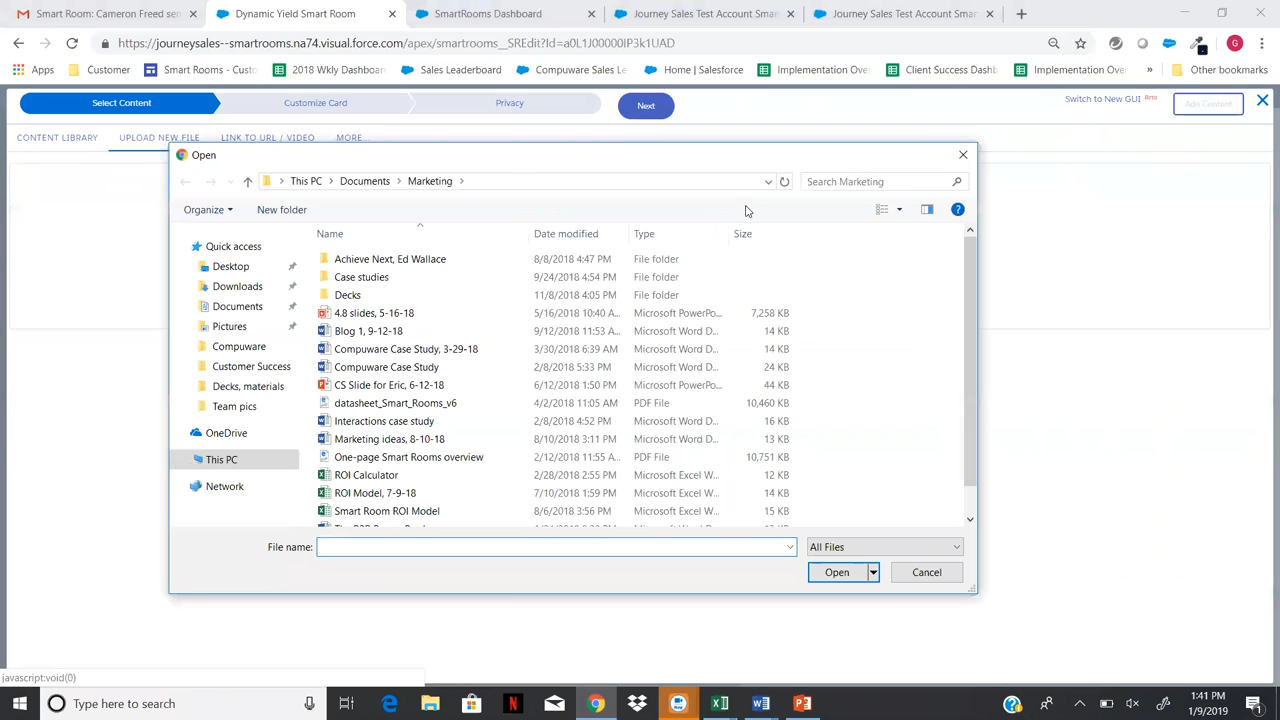 Smart Room: Cameron Freed sen
Dynamic Yield Smart Room
SmartRooms Dashboard
Journey Sales Test Account Sma
Journey Sales Test Account Sma
https://journeysales--smartrooms.na74.visual.force.com/apex/smartrooms__SREdit?Id=a0L1J00000IP3k1UAD
G
Apps
Customer
Smart Rooms - Custo
2018 Wkly Dashboar
Sales Leaderboard
Compuware Sales Le
Home | Salesforce
Implementation Over
Client Success Dashb
Implementation Over
»
Other bookmarks
Select Content
Customize Card
Privacy
Next
Switch to New GUI Beta
Add Content
CONTENT LIBRARY
UPLOAD NEW FILE
LINK TO URL / VIDEO
MORE...
Open
This PC > Documents > Marketing >
Search Marketing
Organize
New folder
Name
Date modified
Type
Size
Quick access
Desktop
Downloads
Documents
Pictures
Compuware
Customer Success
Decks, materials
Team pics
OneDrive
This PC
Network
Achieve Next, Ed Wallace 8/8/2018 4:47 PM File folder
Case studies 9/24/2018 4:54 PM File folder
Decks 11/8/2018 4:05 PM File folder
4.8 slides, 5-16-18 5/16/2018 10:40 A... Microsoft PowerPo... 7,258 KB
Blog 1, 9-12-18 9/12/2018 11:53 A... Microsoft Word D... 14 KB
Compuware Case Study, 3-29-18 3/30/2018 6:39 AM Microsoft Word D... 14 KB
Compuware Case Study 2/8/2018 5:33 PM Microsoft Word D... 24 KB
CS Slide for Eric, 6-12-18 6/12/2018 1:50 PM Microsoft PowerPo... 44 KB
datasheet_Smart_Rooms_v6 4/2/2018 11:05 AM PDF File 10,460 KB
Interactions case study 2/8/2018 4:52 PM Microsoft Word D... 16 KB
Marketing ideas, 8-10-18 8/10/2018 3:11 PM Microsoft Word D... 13 KB
One-page Smart Rooms overview 2/12/2018 11:55 A... PDF File 10,751 KB
ROI Calculator 2/28/2018 2:55 PM Microsoft Excel W... 12 KB
ROI Model, 7-9-18 7/10/2018 1:59 PM Microsoft Excel W... 14 KB
Smart Room ROI Model 8/6/2018 3:56 PM Microsoft Excel W... 15 KB
File name:
All Files
Open
Cancel
javascript:void(0)
Type here to search
1:41 PM
1/9/2019